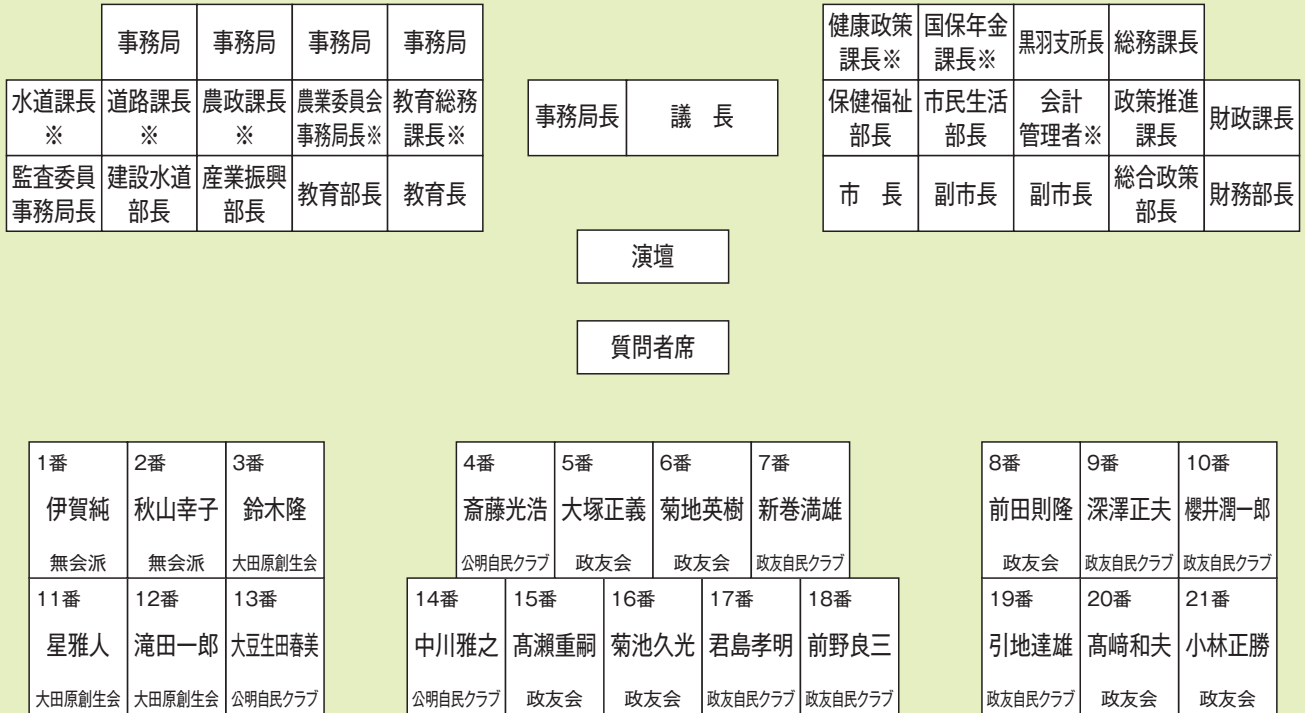 事務局 事務局 事務局 事務局
水道課長※ 道路課長※ 農政課長※ 農業委員会事務局長※ 教育総務課長※
監査委員事務局長 建設水道部長 産業振興部長 教育部長 教育長
事務局長 議　長
健康政策課長※ 国保年金課長※ 黒羽支所長 総務課長
保健福祉部長 市民生活部長 会計管理者※ 政策推進課長 財政課長
市　長 副市長 副市長 総合政策部長 財務部長
演壇
質問者席
1番 2番 3番
伊賀純 秋山幸子 鈴木隆
無会派 無会派 大田原創生会
11番 12番 13番
星雅人 滝田一郎 大豆生田春美
大田原創生会 大田原創生会 公明自民クラブ
4番 5番 6番 7番
斎藤光浩 大塚正義 菊地英樹 新巻満雄
公明自民クラブ 政友会 政友会 政友自民クラブ
14番 15番 16番 17番 18番
中川雅之 髙瀨重嗣 菊池久光 君島孝明 前野良三
公明自民クラブ 政友会 政友会 政友自民クラブ 政友自民クラブ
8番 9番 10番
前田則隆 深澤正夫 櫻井潤一郎
政友会 政友自民クラブ 政友自民クラブ
19番 20番 21番
引地達雄 髙﨑和夫 小林正勝
政友自民クラブ 政友会 政友会